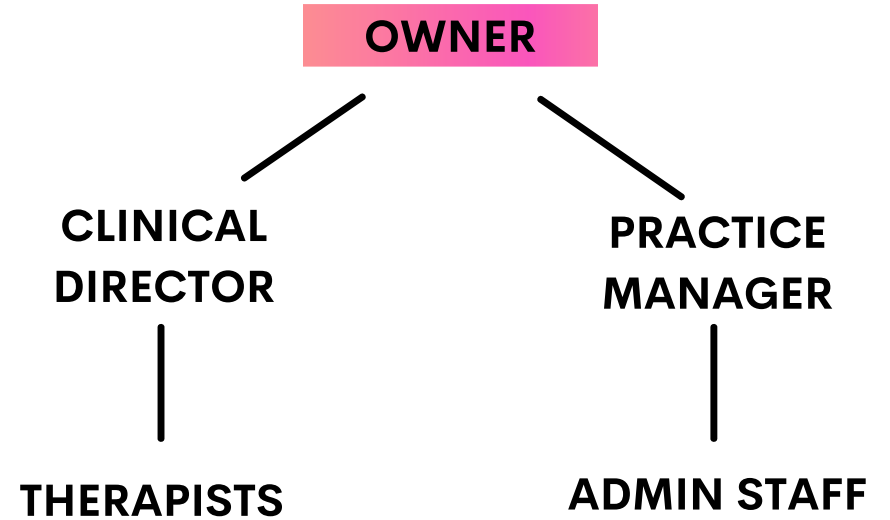 OWNER
CLINICAL
DIRECTOR
PRACTICE
MANAGER
THERAPISTS
ADMIN STAFF